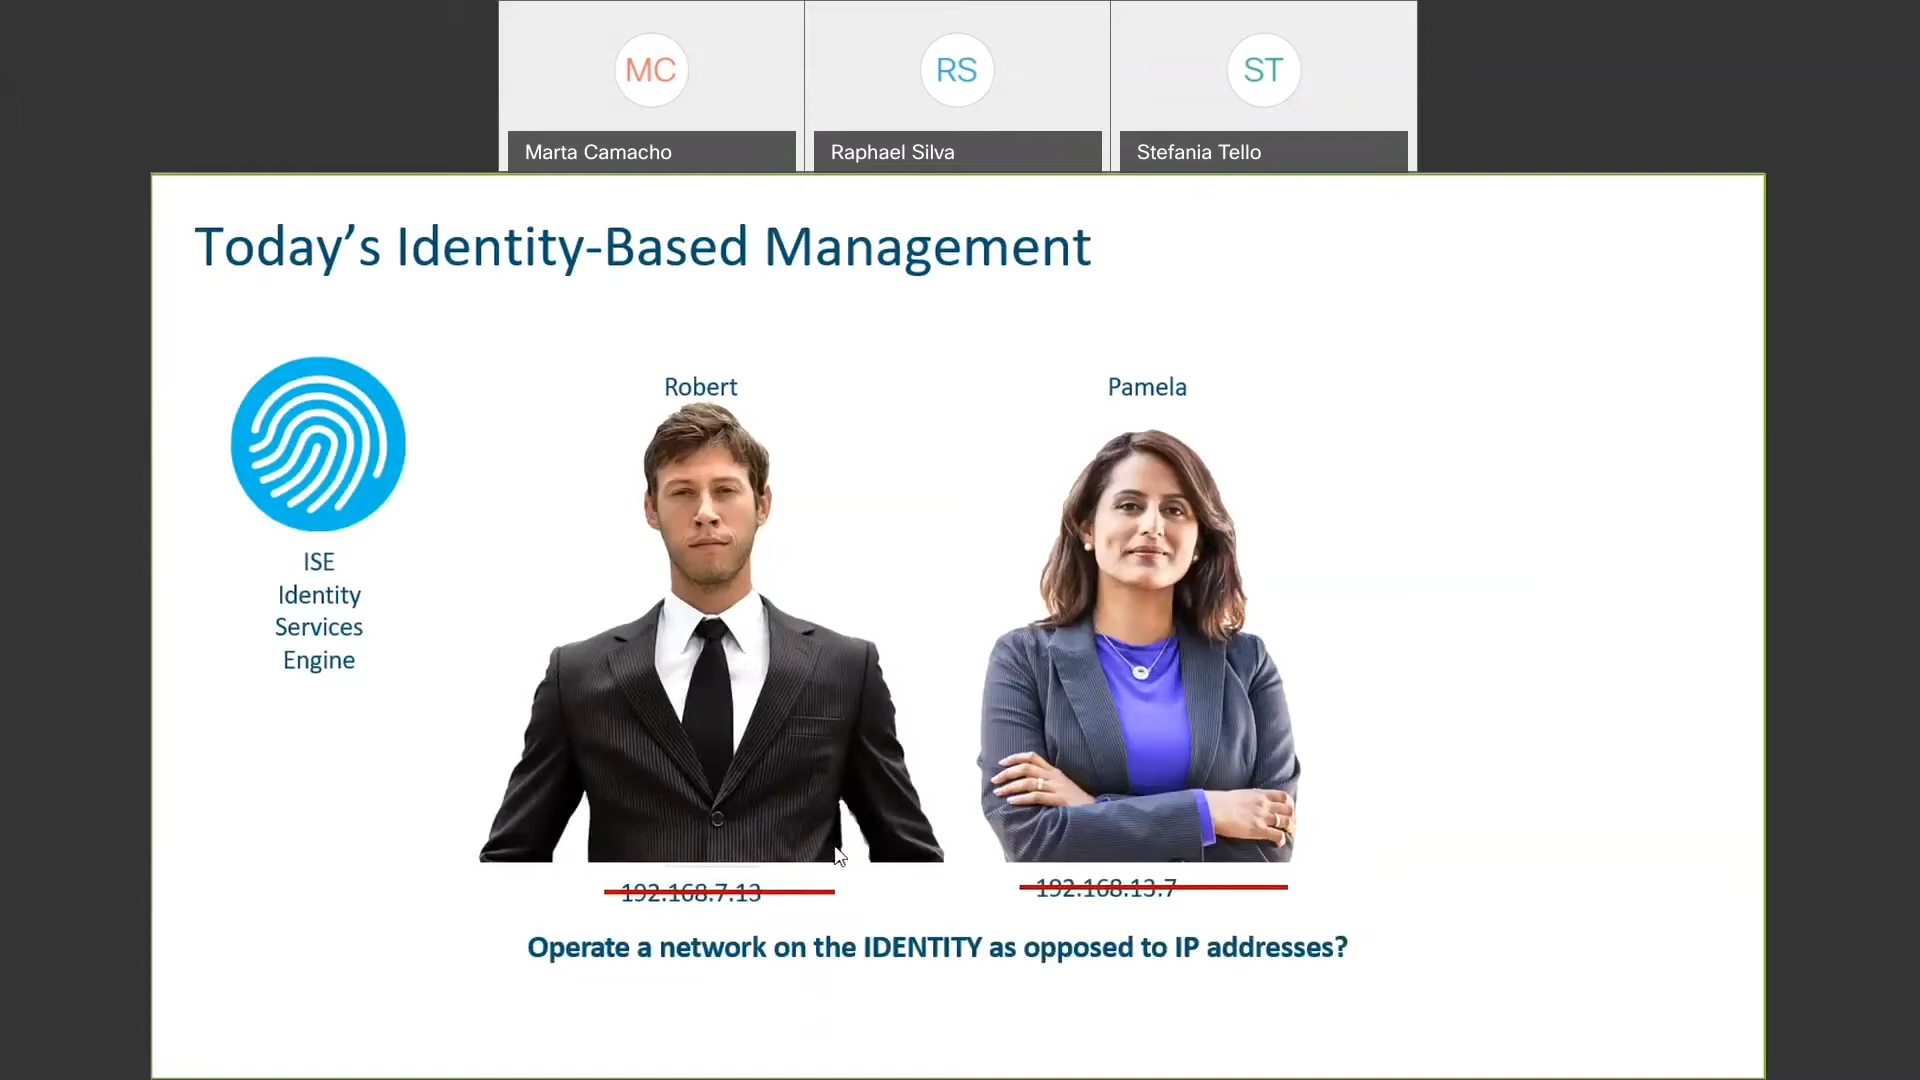 MC
RS
ST
Marta Camacho
Raphael Silva
Stefania Tello
Today's Identity-Based Management
Robert
Pamela
ISE
Identity
Services
Engine
192.168.7.13
192.168.13.7
Operate a network on the IDENTITY as opposed to IP addresses?